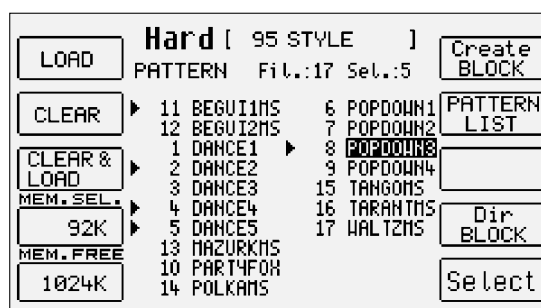 Hard [ 95 STYLE ]
PATTERN Fil.:17 Sel.:5
LOAD
CLEAR
CLEAR &
LOAD
MEM.SEL.
92K
MEM.FREE
1024K
11 BEGUI1MS
12 BEGUI2MS
1 DANCE1
2 DANCE2
3 DANCE3
4 DANCE4
5 DANCE5
13 MAZURKMS
10 PARTYFOX
14 POLKAMS
6 POPDOWN1
7 POPDOWN2
8 POPDOWN3
9 POPDOWN4
15 TANGOMS
16 TARANTMS
17 WALTZMS
Create
BLOCK
PATTERN
LIST
Dir
BLOCK
Select